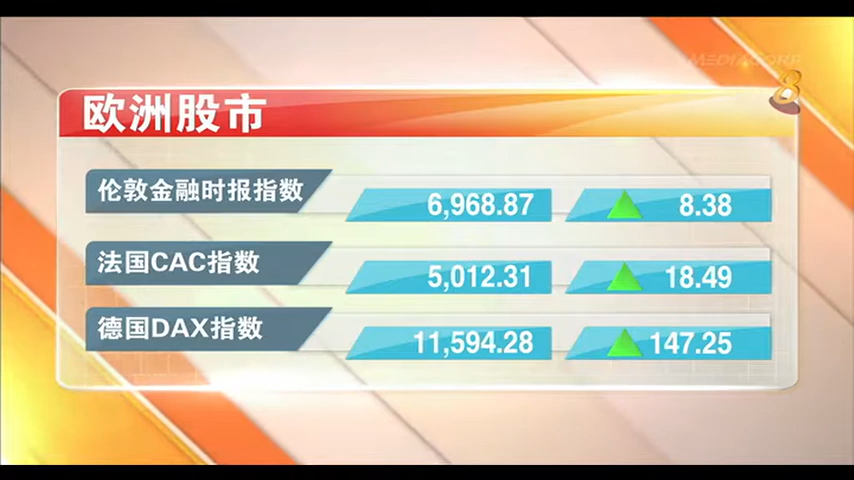 MEDIACORP
8
欧洲股市
伦敦金融时报指数 6,968.87 8.38
法国CAC指数 5,012.31 18.49
德国DAX指数 11,594.28 147.25